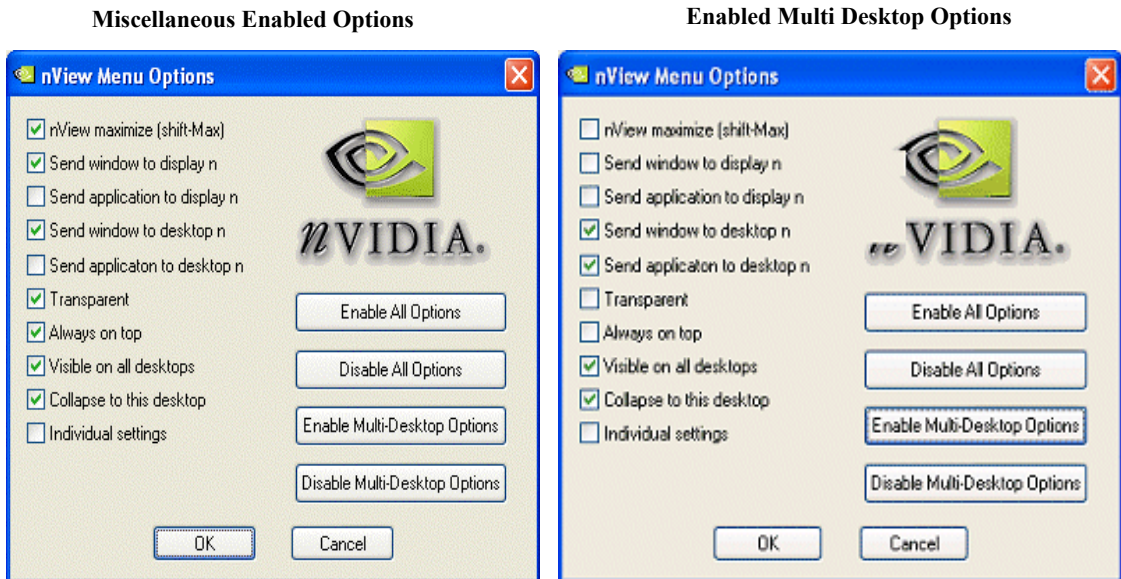 Miscellaneous Enabled Options
nView Menu Options
nView maximize (shift-Max)
Send window to display n
Send application to display n
Send window to desktop n
Send applicaton to desktop n
Transparent
Always on top
Visible on all desktops
Collapse to this desktop
Individual settings
nVIDIA.
Enable All Options
Disable All Options
Enable Multi-Desktop Options
Disable Multi-Desktop Options
OK
Cancel
Enabled Multi Desktop Options
nView Menu Options
nView maximize (shift-Max)
Send window to display n
Send application to display n
Send window to desktop n
Send applicaton to desktop n
Transparent
Always on top
Visible on all desktops
Collapse to this desktop
Individual settings
VIDIA.
Enable All Options
Disable All Options
Enable Multi-Desktop Options
Disable Multi-Desktop Options
OK
Cancel